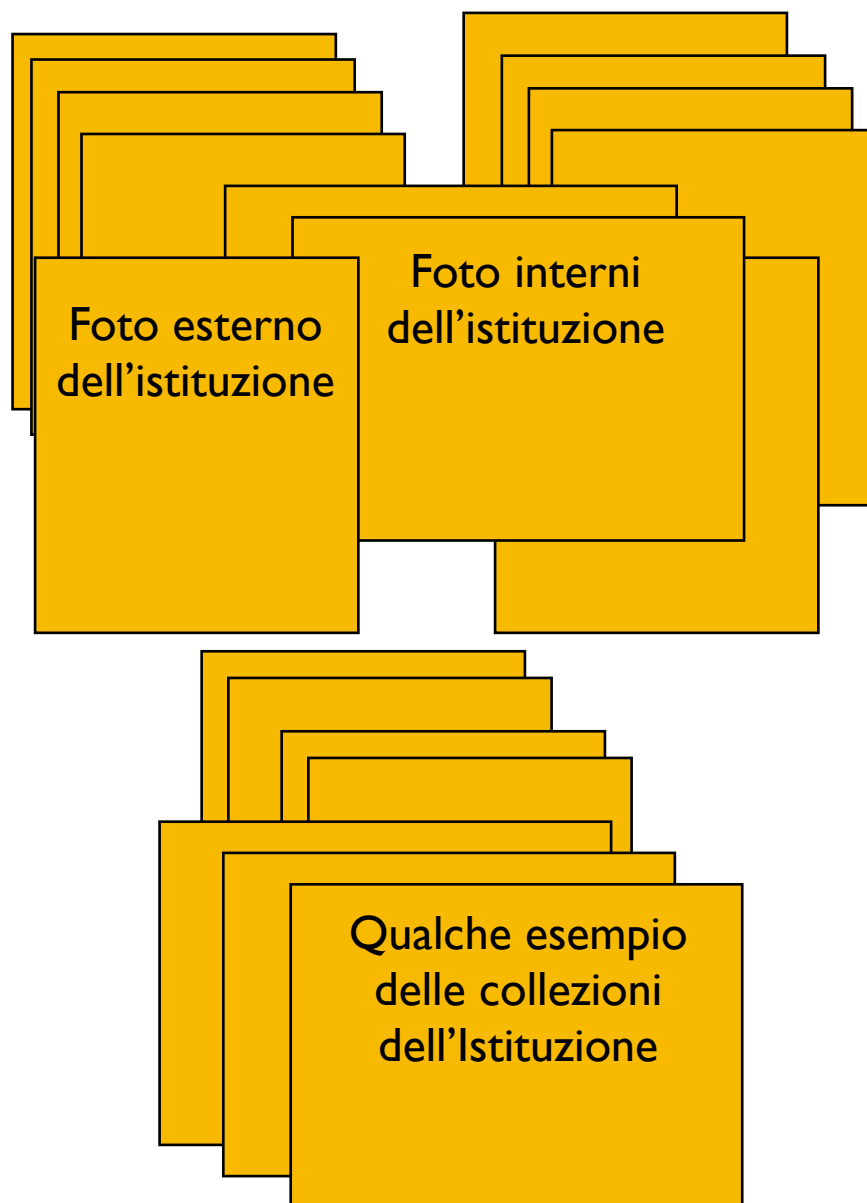 Foto esterno
dell’istituzione
Foto interni
dell’istituzione
Qualche esempio
delle collezioni
dell’Istituzione